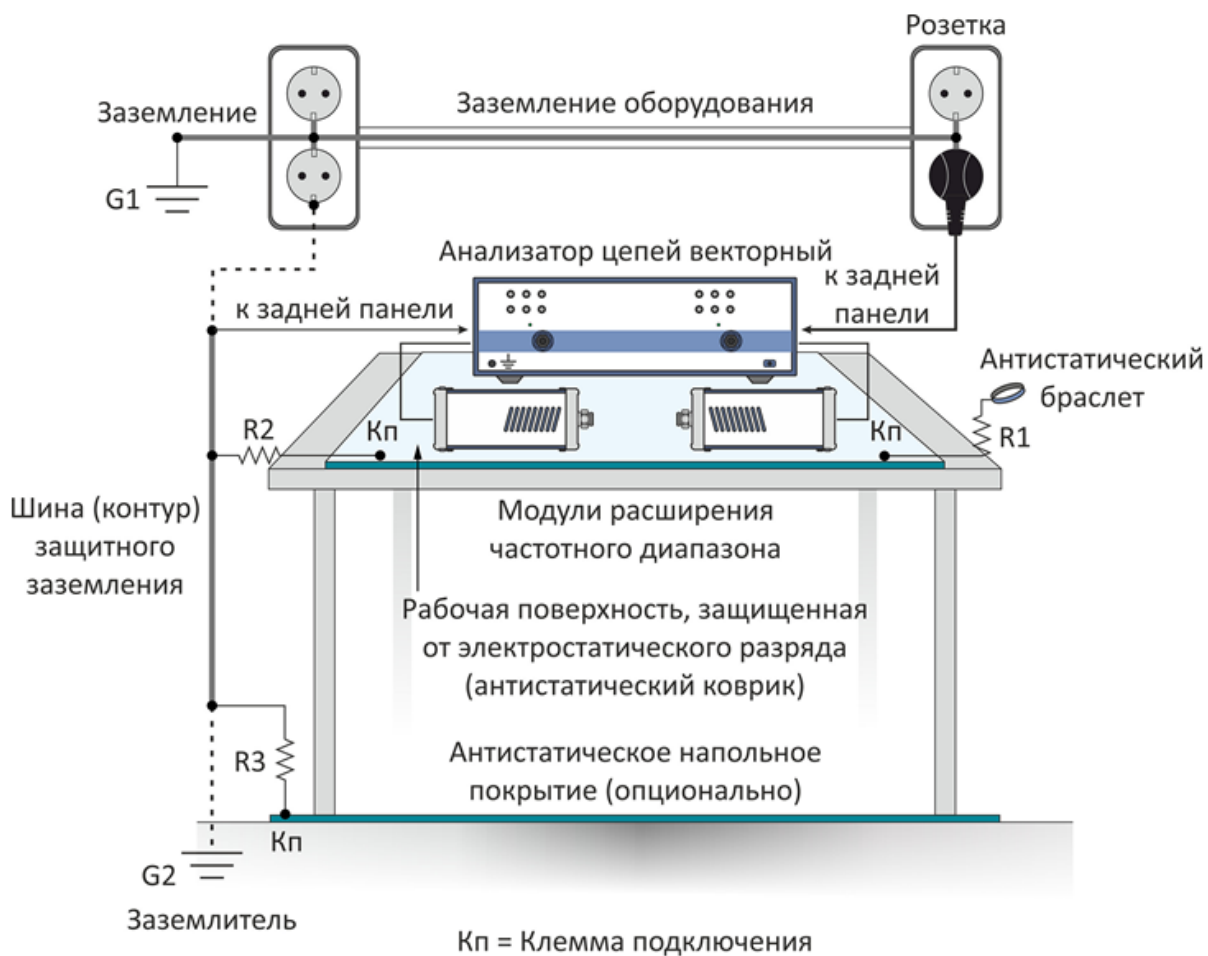 Розетка
Заземление
Заземление оборудования
G1
Анализатор цепей векторный
к задней панели
к задней
панели
Антистатический
браслет
R2
Кп
Кп
R1
Шина (контур)
защитного
заземления
Модули расширения
частотного диапазона
Рабочая поверхность, защищенная
от электростатического разряда
(антистатический коврик)
R3
Антистатическое напольное
покрытие (опционально)
Кп
G2
Заземлитель
Кп = Клемма подключения